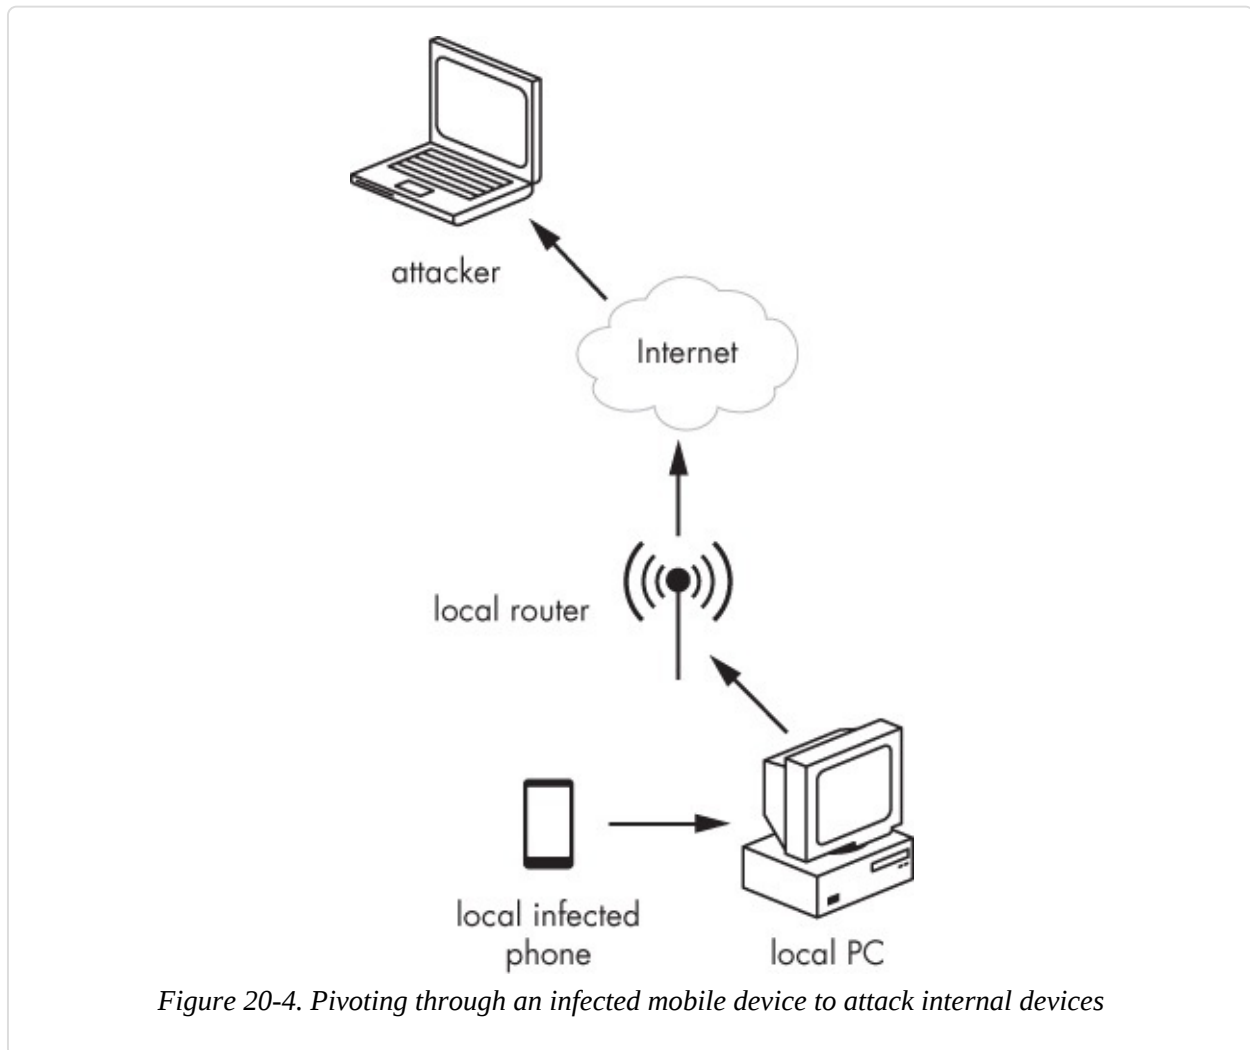 attacker
Internet
local router
local infected
phone
local PC
Figure 20-4. Pivoting through an infected mobile device to attack internal devices